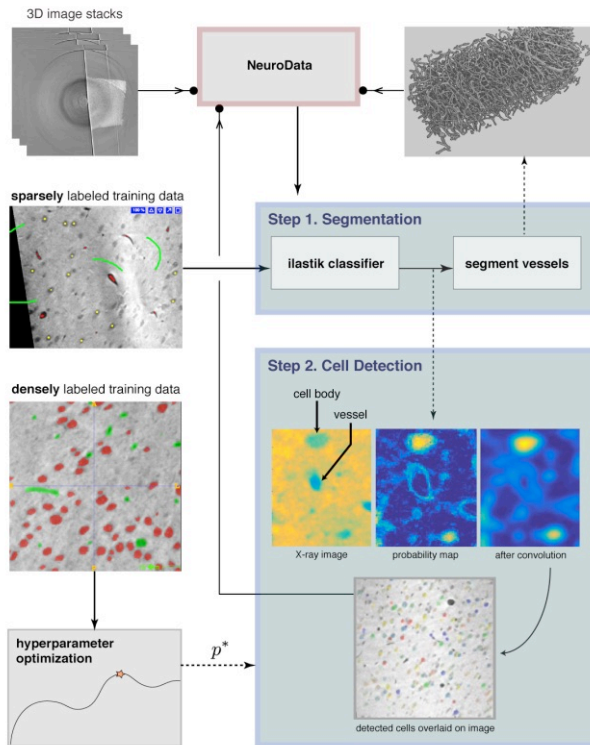 3D image stacks
NeuroData
sparsely labeled training data
Step 1. Segmentation
ilastik classifier
segment vessels
densely labeled training data
Step 2. Cell Detection
cell body
vessel
X-ray image
probability map
after convolution
hyperparameter
optimization
p*
detected cells overlaid on image